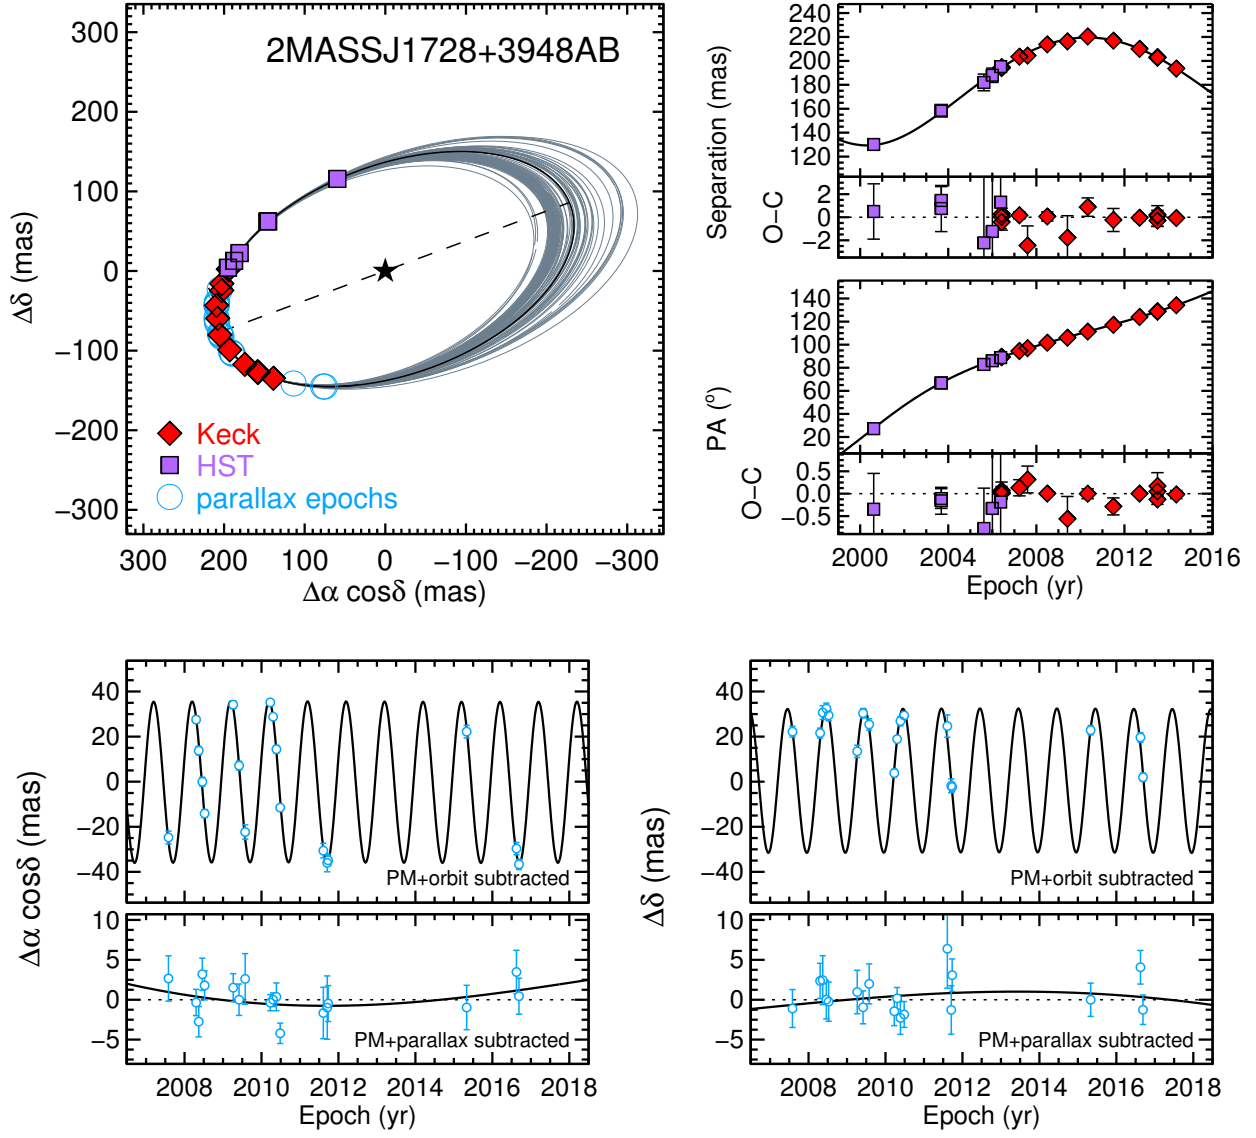 2MASSJ1728+3948AB
300
200
100
0
−100
−200
−300
Δδ (mas)
Keck
HST
parallax epochs
300 200 100 0 −100 −200 −300
Δα cosδ (mas)
240
220
200
180
160
140
120
Separation (mas)
2
0
−2
O−C
140
120
100
80
60
40
20
PA (°)
0.5
0.0
−0.5
O−C
2000 2004 2008 2012 2016
Epoch (yr)
40
20
0
−20
−40
PM+orbit subtracted
Δα cosδ (mas)
10
5
0
−5
PM+parallax subtracted
2008 2010 2012 2014 2016 2018
Epoch (yr)
40
20
0
−20
−40
PM+orbit subtracted
Δδ (mas)
10
5
0
−5
PM+parallax subtracted
2008 2010 2012 2014 2016 2018
Epoch (yr)